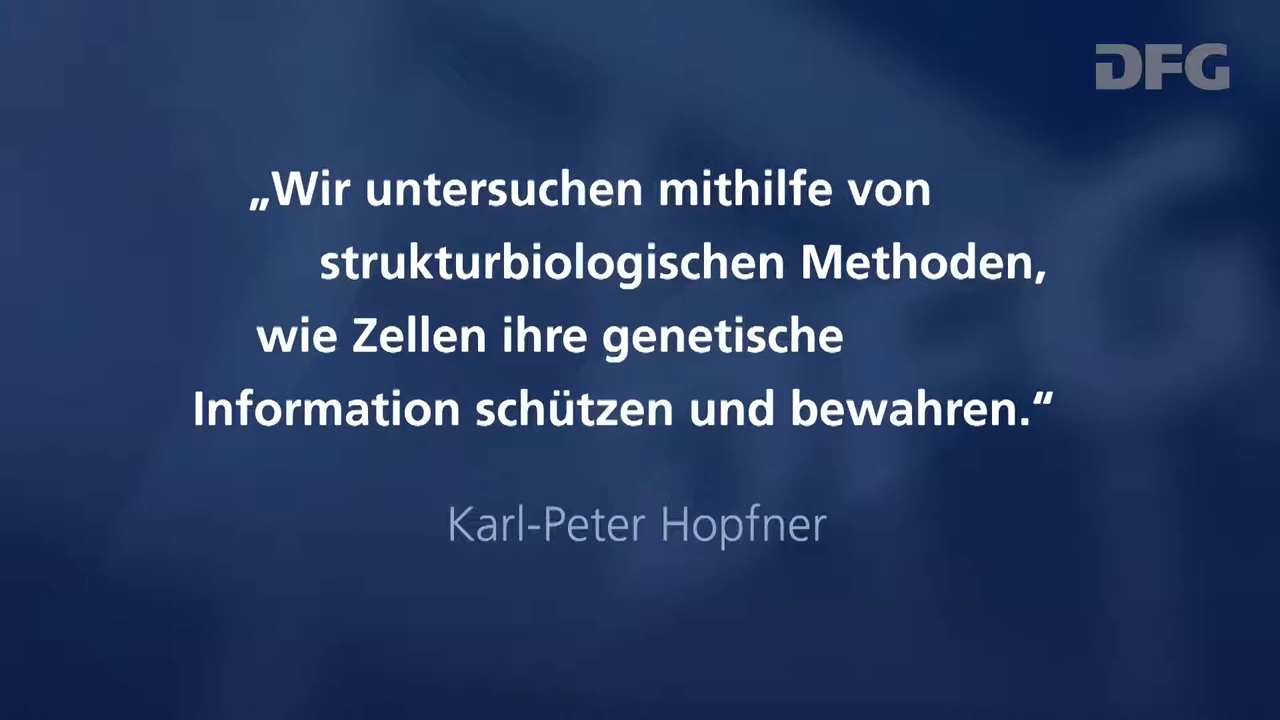 DFG
„Wir untersuchen mithilfe von
strukturbiologischen Methoden,
wie Zellen ihre genetische
Information schützen und bewahren.“
Karl-Peter Hopfner